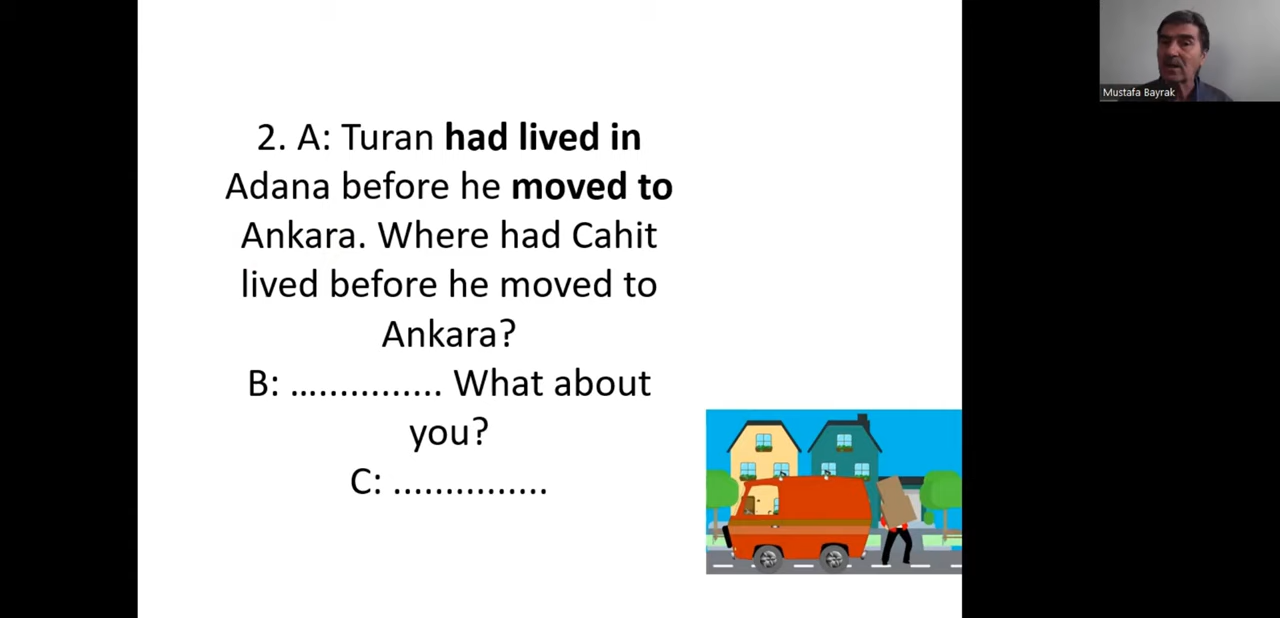 2. A: Turan had lived in
Adana before he moved to
Ankara. Where had Cahit
lived before he moved to
Ankara?
B: ............... What about
you?
C: ...............
Mustafa Bayrak